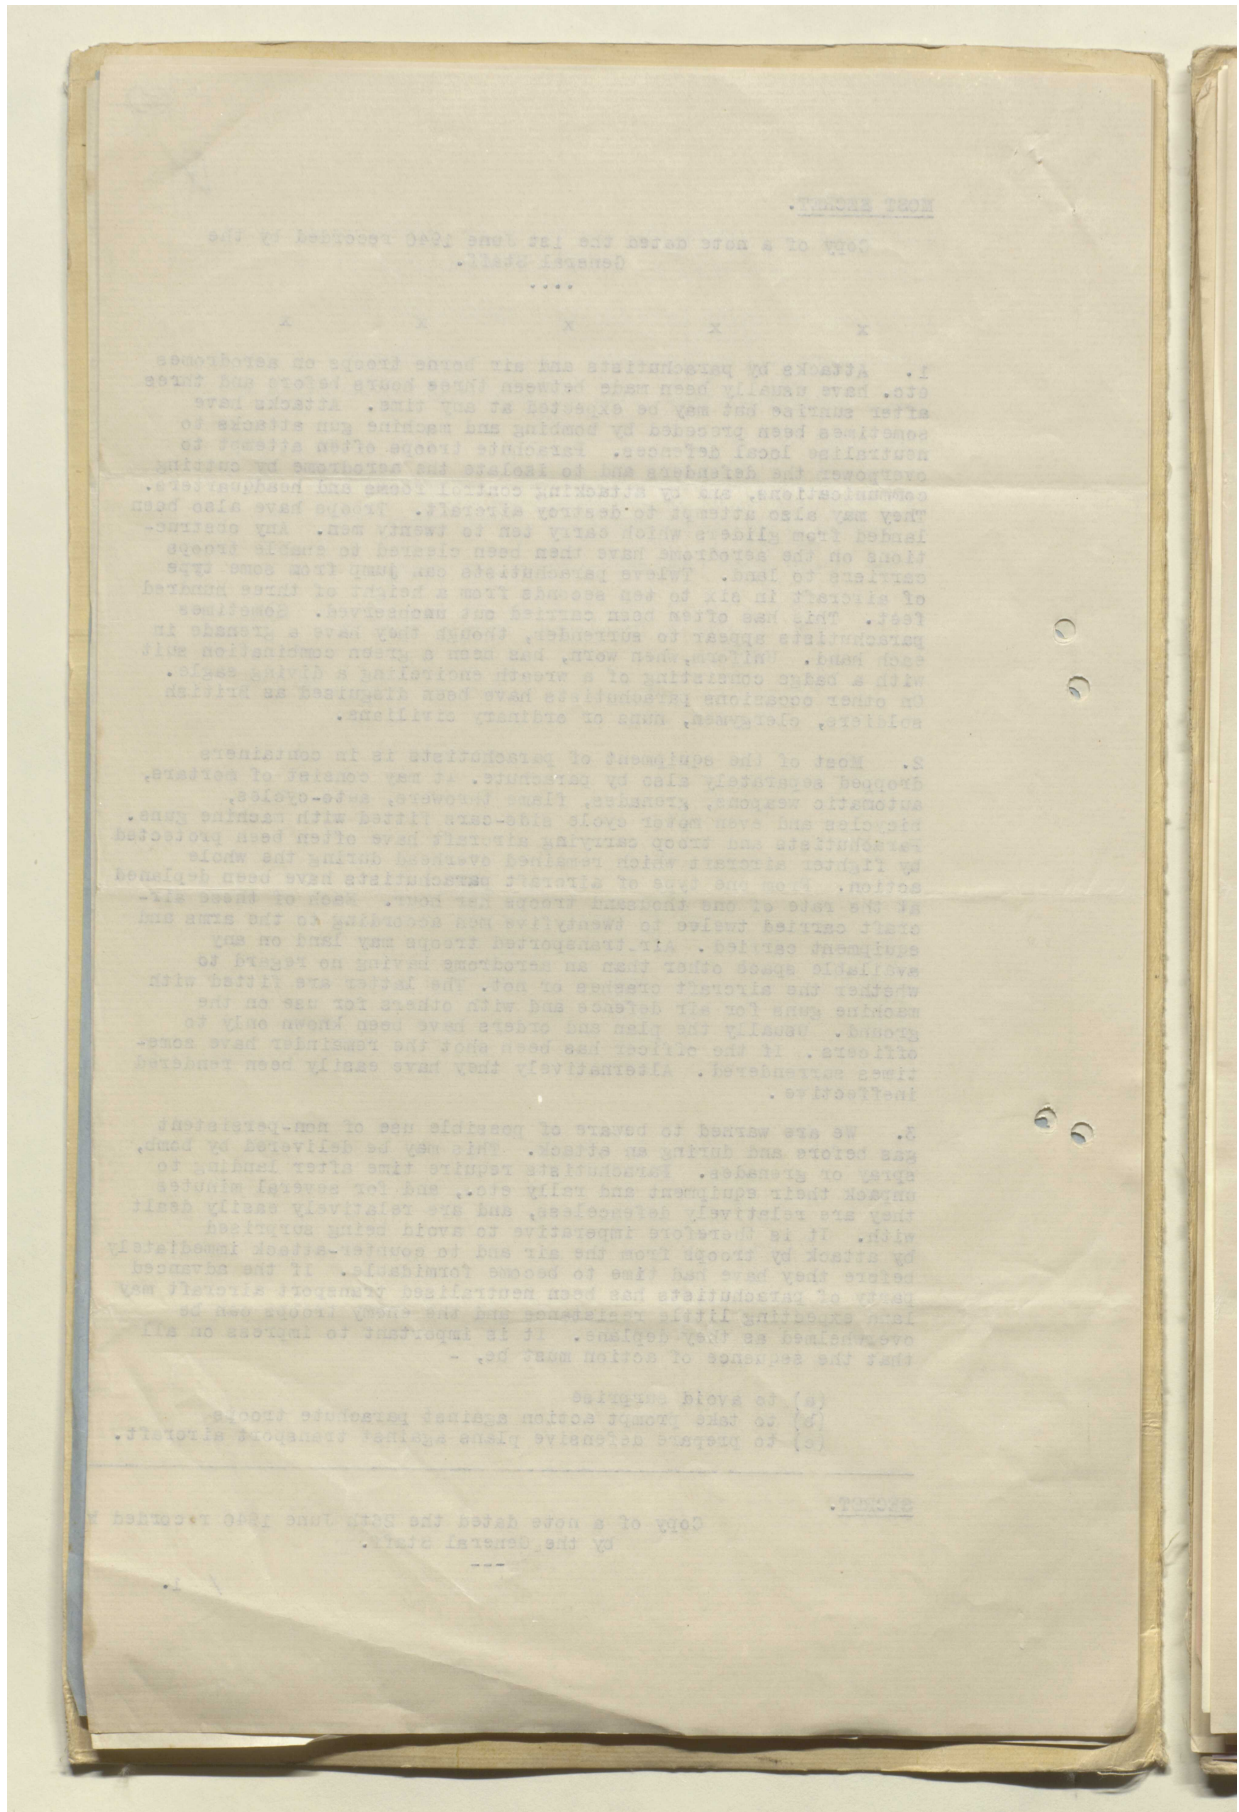 MOST SECRET.
Copy of a note dated the 1st June 1940 recorded by the
General Staff.
....
x x x x x
1. Attacks by parachutists and air borne troops on aerodromes
etc. have usually been made between three hours before and three
after sunrise but may be expected at any time. Attacks have
sometimes been preceded by bombing and machine gun attacks to
neutralise local defences. Parachute troops often attempt to
overpower the defenders and to isolate the aerodrome by cutting
communications, and by attacking control rooms and headquarters.
They may also attempt to destroy aircraft. Troops have also been
landed from gliders which carry ten to twenty men. Any obstruc-
tions on the aerodrome have then been cleared to enable troops
carriers to land. Twleve parachutists can jump from some type
of aircraft in six to ten seconds from a height of three hundred
feet. This has often been carried out unobserved. Sometimes
parachutists appear to surrender, though they have a grenade in
each hand. Uniform, when worn, has been a green combination suit
with a badge consisting of a wreath encircling a diving eagle.
On other occasions parachutists have been disguised as British
soldiers, clergymen, nuns or ordinary civilians.
2. Most of the equipment of parachutists is in containers
dropped separately also by parachute. It may consist of mortars,
automatic weapons, grenades, flame throwers, auto-cycles,
bicycles and even motor cycle side-cars fitted with machine guns.
Parachutists and troop carrying aircraft have often been protected
by fighter aircraft which remained overhead during the whole
action. From one type of aircraft parachutists have been deplaned
at the rate of one thousand troops per hour. Each of these air-
craft carried twelve to twentyfive men according to the arms and
equipment carried. Air transported troops may land on any
available space other than an aerodrome having no regard to
whether the aircraft crashes or not. The latter are fitted with
machine guns for air defence and with others for use on the
ground. Usually the plan and orders have been known only to
officers. If the officer has been shot the remainder have some-
times surrendered. Alternatively they have easily been rendered
ineffective.
3. We are warned to beware of possible use of non-persistent
gas before and during an attack. This may be delivered by bomb,
spray or grenades. Parachutists require time after landing to
unpack their equipment and rally etc., and for several minutes
they are relatively defenceless, and are relatively easily dealt
with. It is therefore imperative to avoid being surprised
by attack by troops from the air and to counter-attack immediately
before they have had time to become formidable. If the advanced
party of parachutists has been neutralised transport aircraft may
land expecting little resistance and the enemy troops can be
overwhelmed as they deplane. It is important to impress on all
that the sequence of action must be, -
(a) to avoid surprise
(b) to take prompt action against parachute troops
(c) to prepare defensive plans against transport aircraft.
SECRET.
Copy of a note dated the 26th June 1940 recorded
by the General Staff.
---
/ 1.